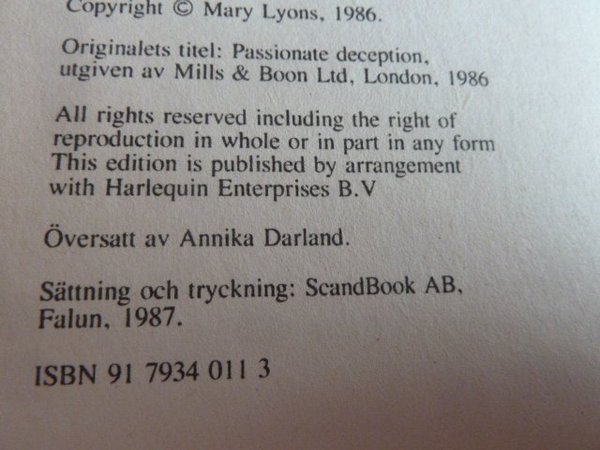 Copyright © Mary Lyons, 1986.
Originalets titel: Passionate deception,
utgiven av Mills & Boon Ltd, London, 1986
All rights reserved including the right of
reproduction in whole or in part in any form
This edition is published by arrangement
with Harlequin Enterprises B.V
Översatt av Annika Darland.
Sättning och tryckning: ScandBook AB,
Falun, 1987.
ISBN 91 7934 011 3